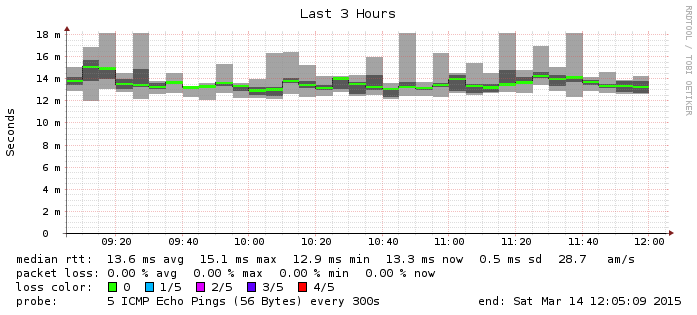 Last 3 Hours
RRDTOOL / TOBI OETIKER
Seconds
18 m
16 m
14 m
12 m
10 m
8 m
6 m
4 m
2 m
0
09:20 09:40 10:00 10:20 10:40 11:00 11:20 11:40 12:00
median rtt: 13.6 ms avg 15.1 ms max 12.9 ms min 13.3 ms now 0.5 ms sd 28.7 am/s
packet loss: 0.00 % avg 0.00 % max 0.00 % min 0.00 % now
loss color: 0 1/5 2/5 3/5 4/5
probe: 5 ICMP Echo Pings (56 Bytes) every 300s end: Sat Mar 14 12:05:09 2015